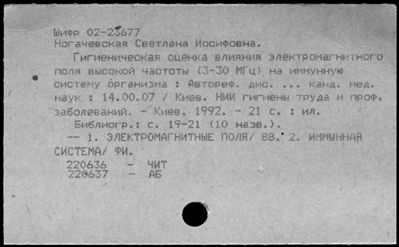 Шифр 02-23677
Ногачевская Светлана Иосифовна.
Гигиеническая оценка влияния электромагнитного
поля высокой частоты (3-30 МГц) на иммунную
систему организма : Автореф. дис. ... канд. мед.
наук : 14.00.07 / Киев. НИИ гигиены труда и проф.
заболеваний. - Киев, 1992. - 21 с. : ил.
Библиогр.: с. 19-21 (10 назв.).
-- 1. ЭЛЕКТРОМАГНИТНЫЕ ПОЛЯ/ ВВ. 2. ИММУННАЯ
СИСТЕМА/ ФИ.
220636 - ЧИТ
220637 - АБ